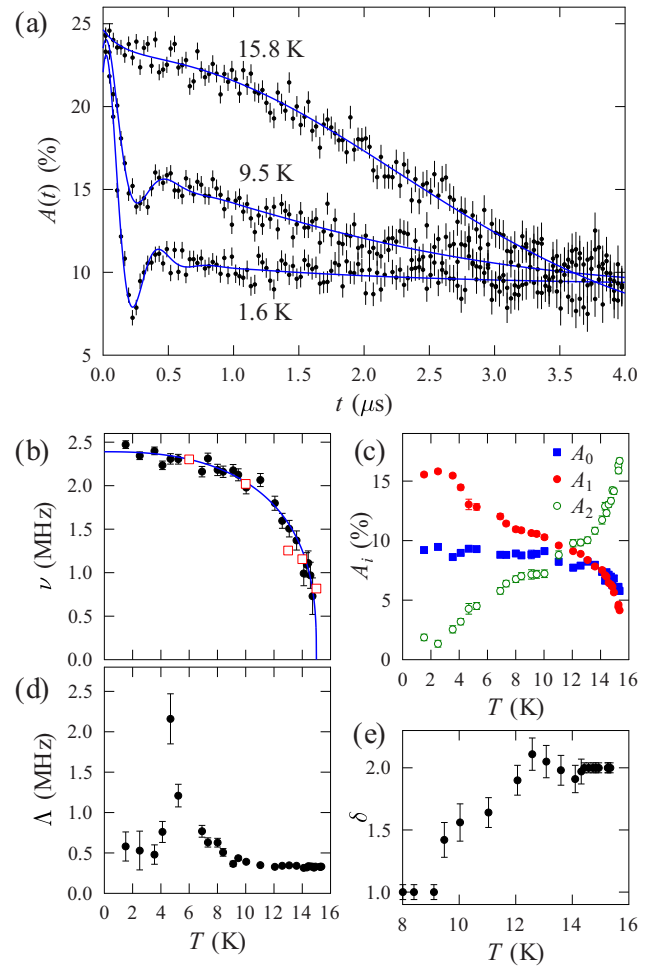 (a)
25
20
15
10
5
A(t) (%)
15.8 K
9.5 K
1.6 K
0.0 0.5 1.0 1.5 2.0 2.5 3.0 3.5 4.0
t (μs)
(b)
2.5
2.0
1.5
1.0
0.5
0.0
ν (MHz)
(c)
15
10
5
0
A_i (%)
A_0
A_1
A_2
0 2 4 6 8 10 12 14 16
T (K)
(d)
2.5
2.0
1.5
1.0
0.5
0.0
Λ (MHz)
0 2 4 6 8 10 12 14 16
T (K)
(e)
2.0
1.5
1.0
δ
8 10 12 14 16
T (K)